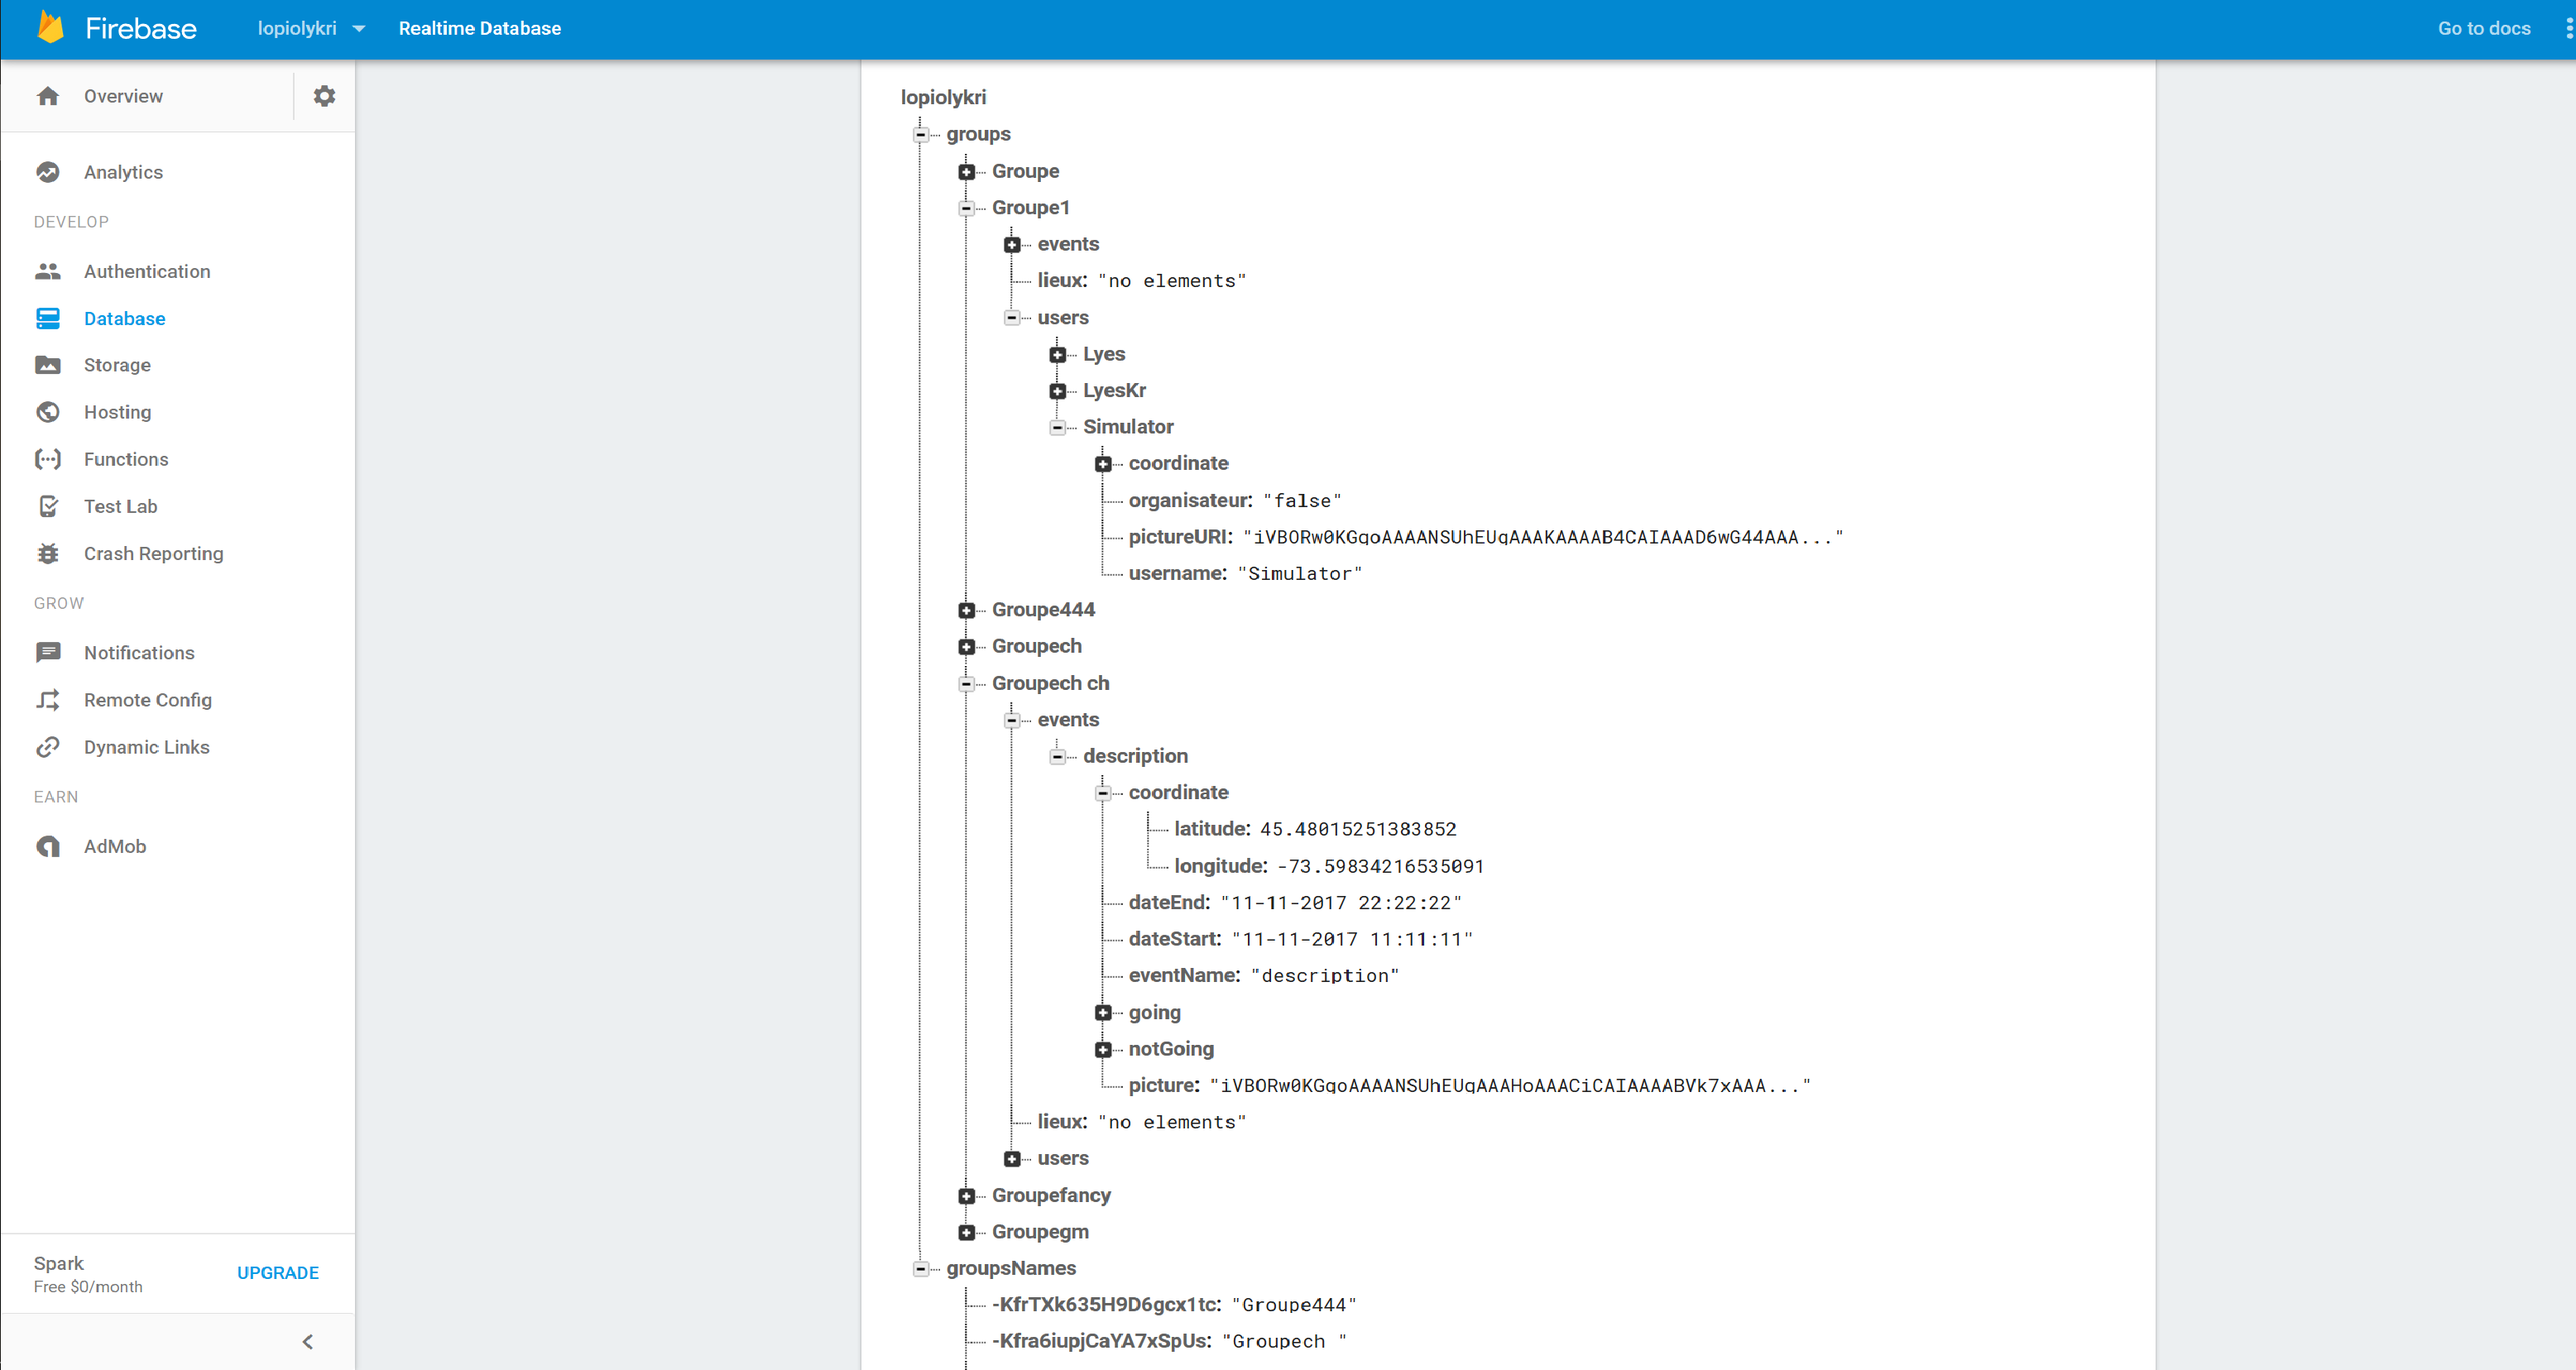 Firebase
lopiolykri
Realtime Database
Go to docs
Overview
Analytics
DEVELOP
Authentication
Database
Storage
Hosting
Functions
Test Lab
Crash Reporting
GROW
Notifications
Remote Config
Dynamic Links
EARN
AdMob
Spark
Free $0/month
UPGRADE
lopiolykri
groups
Groupe
Groupe1
events
lieux: "no elements"
users
Lyes
LyesKr
Simulator
coordinate
organisateur: "false"
pictureURI: "iVBORw0KGgoAAAANSUhEUgAAAKAAAAB4CAIAAAD6wG44AAA..."
username: "Simulator"
Groupe444
Groupech
Groupech ch
events
description
coordinate
latitude: 45.48015251383852
longitude: -73.59834216535091
dateEnd: "11-11-2017 22:22:22"
dateStart: "11-11-2017 11:11:11"
eventName: "description"
going
notGoing
picture: "iVBORw0KGgoAAAANSUhEUgAAAHoAAACiCAIAAAABVk7xAAA..."
lieux: "no elements"
users
Groupefancy
Groupegm
groupsNames
-KfrTXk635H9D6gcx1tc: "Groupe444"
-Kfra6iupjCaYA7xSpUs: "Groupech "